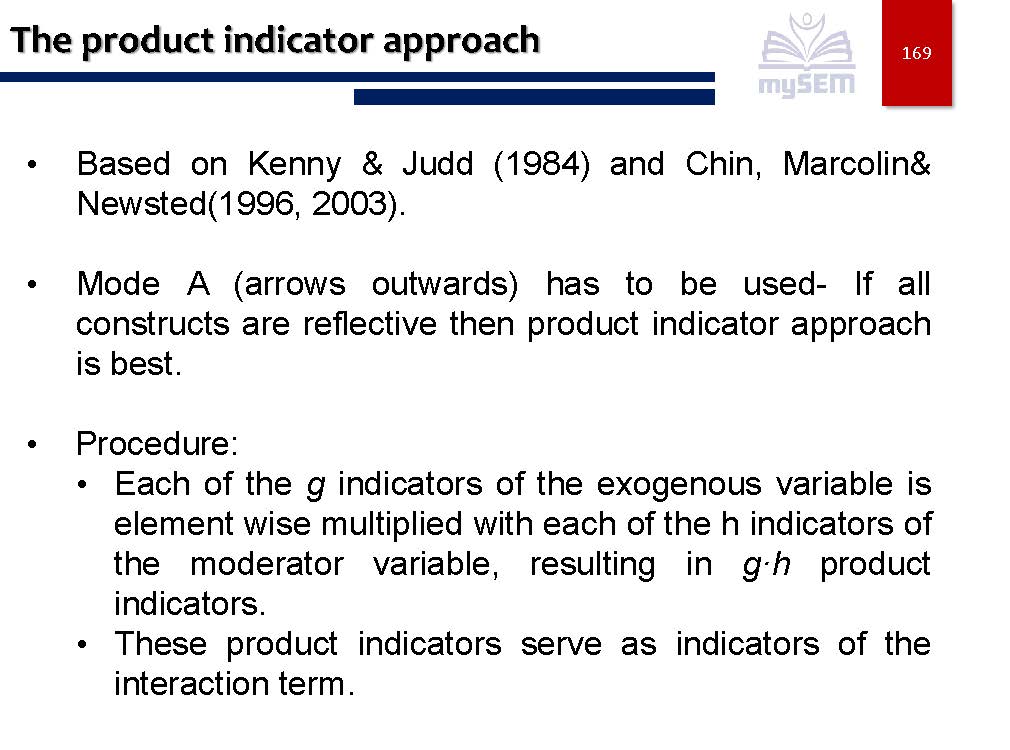 The product indicator approach
mySEM
169
• Based on Kenny & Judd (1984) and Chin, Marcolin&
Newsted(1996, 2003).
• Mode A (arrows outwards) has to be used- If all
constructs are reflective then product indicator approach
is best.
• Procedure:
• Each of the g indicators of the exogenous variable is
element wise multiplied with each of the h indicators of
the moderator variable, resulting in g·h product
indicators.
• These product indicators serve as indicators of the
interaction term.